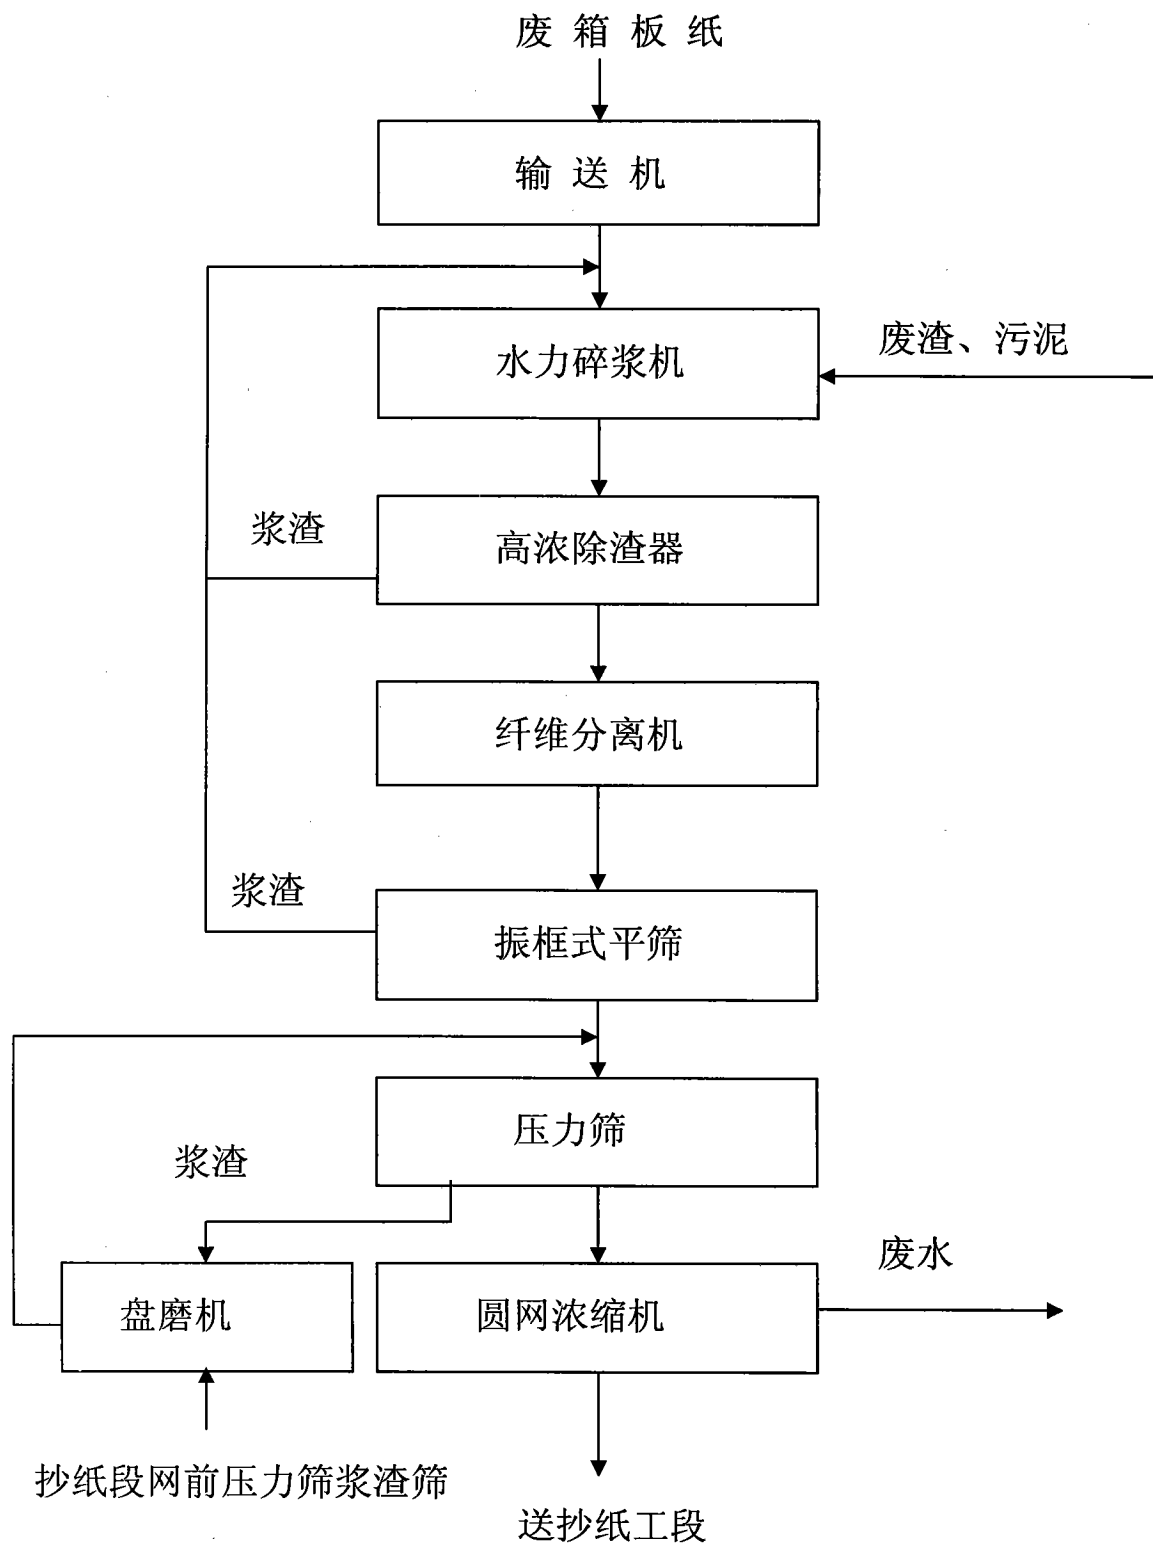 废箱板纸
输送机
废渣、污泥
水力碎浆机
浆渣
高浓除渣器
纤维分离机
浆渣
振框式平筛
压力筛
浆渣
废水
盘磨机
圆网浓缩机
抄纸段网前压力筛浆渣筛
送抄纸工段